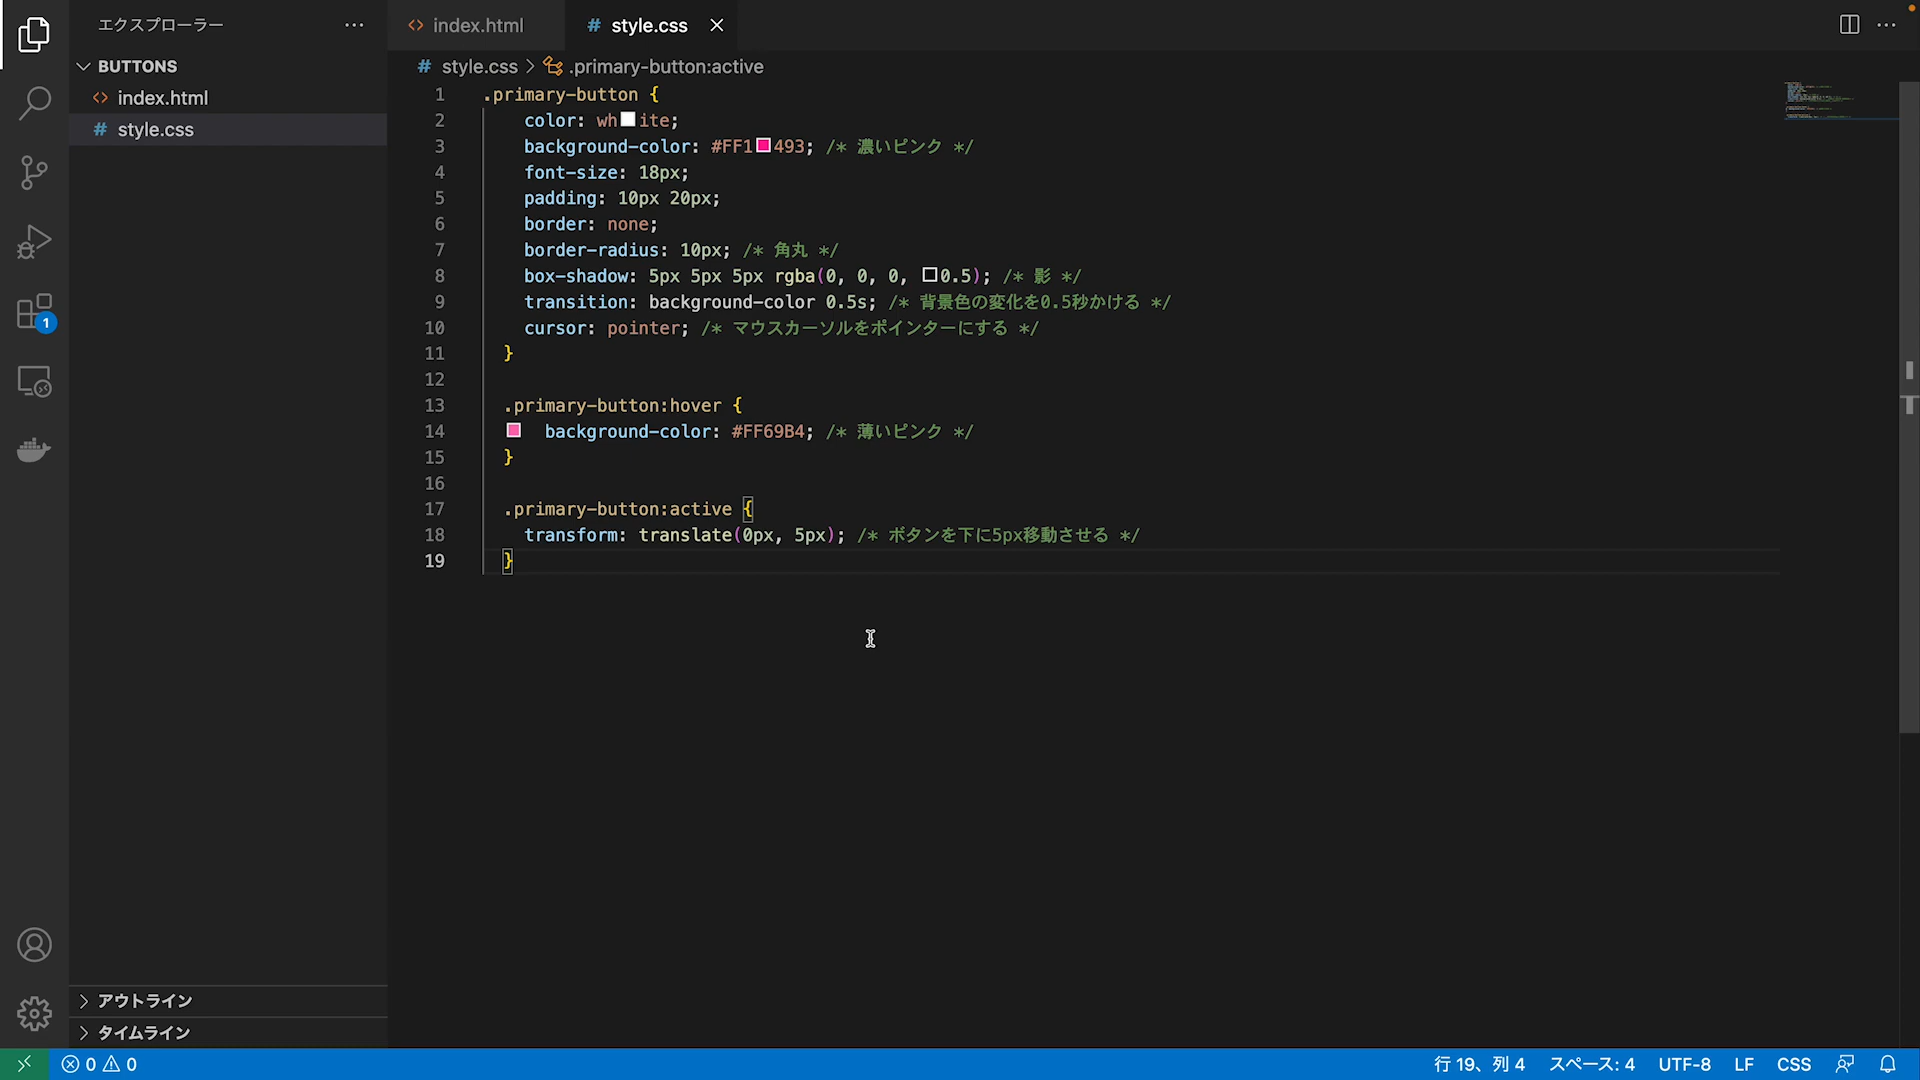 エクスプローラー
BUTTONS
index.html
style.css
1
アウトライン
タイムライン
index.html
# style.css
# style.css > .primary-button:active
1 .primary-button {
2 color: white;
3 background-color: #FF1493; /* 濃いピンク */
4 font-size: 18px;
5 padding: 10px 20px;
6 border: none;
7 border-radius: 10px; /* 角丸 */
8 box-shadow: 5px 5px 5px rgba(0, 0, 0, 0.5); /* 影 */
9 transition: background-color 0.5s; /* 背景色の変化を0.5秒かける */
10 cursor: pointer; /* マウスカーソルをポインターにする */
11 }
12
13 .primary-button:hover {
14 background-color: #FF69B4; /* 薄いピンク */
15 }
16
17 .primary-button:active {
18 transform: translate(0px, 5px); /* ボタンを下に5px移動させる */
19 }
0 0 行 19、列 4 スペース: 4 UTF-8 LF CSS